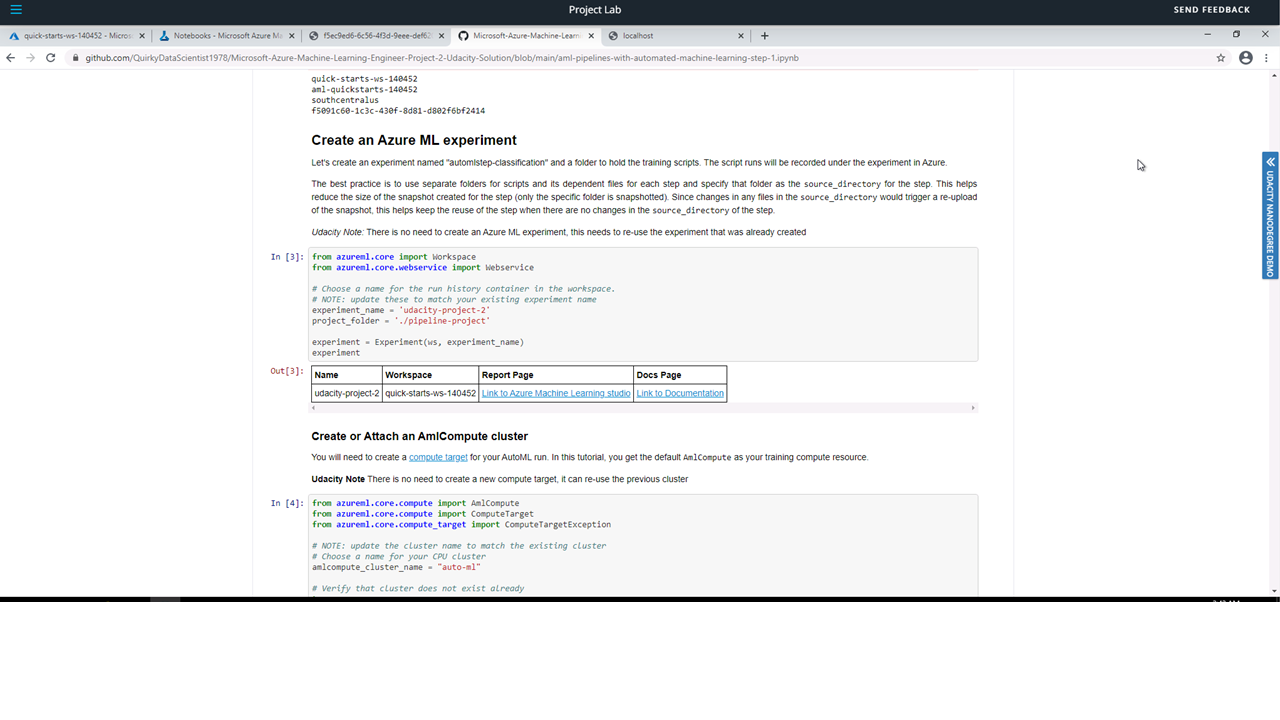 Project Lab
SEND FEEDBACK
quick-starts-ws-140452 - Micros
Notebooks - Microsoft Azure Ma
f5ec9ed6-6c56-4f3d-9eee-def62
Microsoft-Azure-Machine-Learni
localhost
github.com/QuirkyDataScientist1978/Microsoft-Azure-Machine-Learning-Engineer-Project-2-Udacity-Solution/blob/main/aml-pipelines-with-automated-machine-learning-step-1.ipynb
quick-starts-ws-140452
aml-quickstarts-140452
southcentralus
f5091c60-1c3c-430f-8d81-d802f6bf2414
Create an Azure ML experiment
Let's create an experiment named "automlstep-classification" and a folder to hold the training scripts. The script runs will be recorded under the experiment in Azure.
The best practice is to use separate folders for scripts and its dependent files for each step and specify that folder as the source_directory for the step. This helps
reduce the size of the snapshot created for the step (only the specific folder is snapshotted). Since changes in any files in the source_directory would trigger a re-upload
of the snapshot, this helps keep the reuse of the step when there are no changes in the source_directory of the step.
Udacity Note: There is no need to create an Azure ML experiment, this needs to re-use the experiment that was already created
In [3]:
from azureml.core import Workspace
from azureml.core.webservice import Webservice
# Choose a name for the run history container in the workspace.
# NOTE: update these to match your existing experiment name
experiment_name = 'udacity-project-2'
project_folder = './pipeline-project'
experiment = Experiment(ws, experiment_name)
experiment
Out[3]:
Name Workspace Report Page Docs Page
udacity-project-2 quick-starts-ws-140452 Link to Azure Machine Learning studio Link to Documentation
Create or Attach an AmlCompute cluster
You will need to create a compute target for your AutoML run. In this tutorial, you get the default AmlCompute as your training compute resource.
Udacity Note There is no need to create a new compute target, it can re-use the previous cluster
In [4]:
from azureml.core.compute import AmlCompute
from azureml.core.compute import ComputeTarget
from azureml.core.compute_target import ComputeTargetException
# NOTE: update the cluster name to match the existing cluster
# Choose a name for your CPU cluster
amlcompute_cluster_name = "auto-ml"
# Verify that cluster does not exist already
UDACITY NANODEGREE DEMO